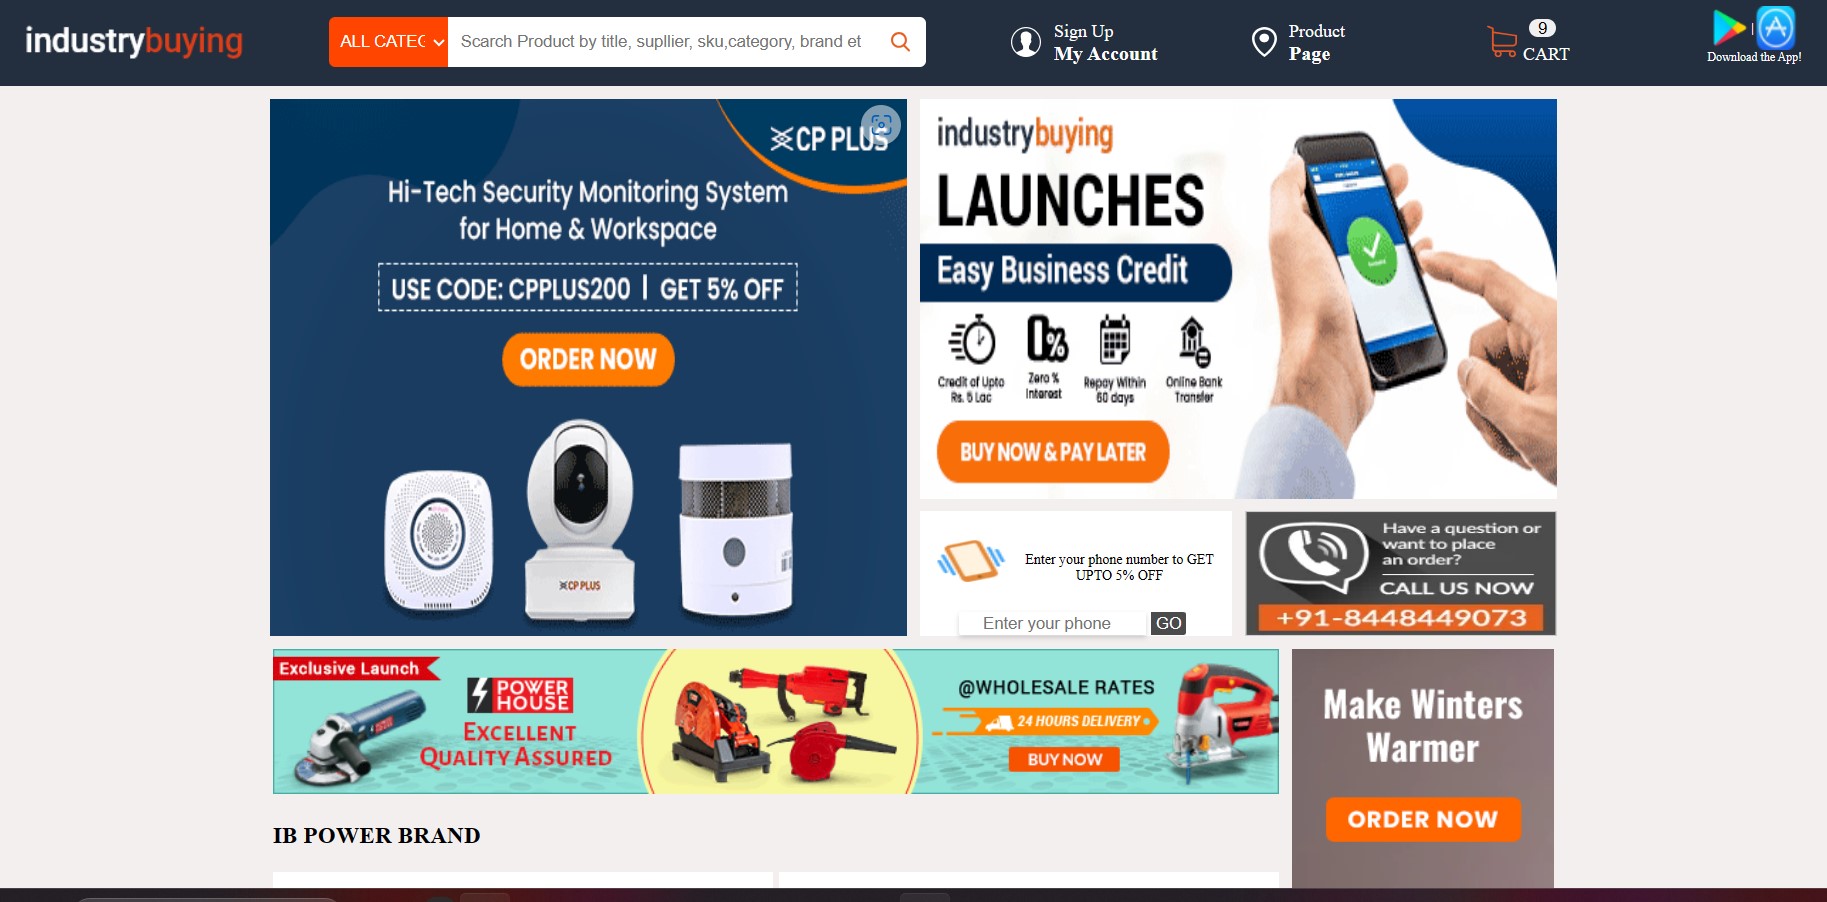 industrybuying
ALL CATEG
Scarch Product by title, supllier, sku,category, brand et
Sign Up
My Account
Product
Page
9
CART
Download the App!
CP PLUS
Hi-Tech Security Monitoring System
for Home & Workspace
USE CODE: CPPLUS200 | GET 5% OFF
ORDER NOW
CP PLUS
industrybuying
LAUNCHES
Easy Business Credit
Credit of Upto
Rs. 5 Lac
Zero %
Interest
Repay Within
60 days
Online Bank
Transfer
BUY NOW & PAY LATER
Enter your phone number to GET
UPTO 5% OFF
Enter your phone
GO
Have a question or
want to place
an order?
CALL US NOW
+91-8448449073
Exclusive Launch
POWER
HOUSE
EXCELLENT
QUALITY ASSURED
@WHOLESALE RATES
24 HOURS DELIVERY
BUY NOW
Make Winters
Warmer
ORDER NOW
IB POWER BRAND